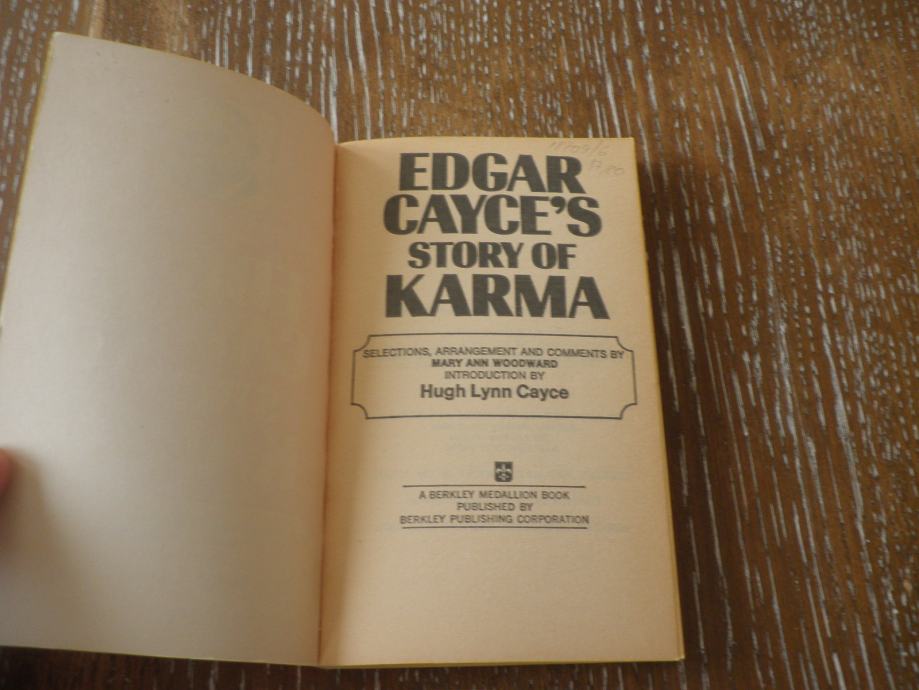 EDGAR
CAYCE'S
STORY OF
KARMA
SELECTIONS, ARRANGEMENT AND COMMENTS BY
MARY ANN WOODWARD
INTRODUCTION BY
Hugh Lynn Cayce
A BERKLEY MEDALLION BOOK
PUBLISHED BY
BERKLEY PUBLISHING CORPORATION